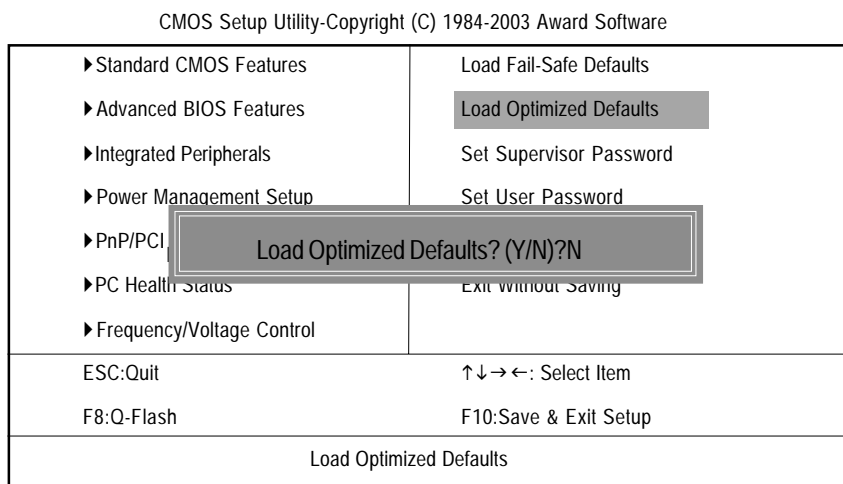 CMOS Setup Utility-Copyright (C) 1984-2003 Award Software
▶Standard CMOS Features
Load Fail-Safe Defaults
▶Advanced BIOS Features
Load Optimized Defaults
▶Integrated Peripherals
Set Supervisor Password
▶Power Management Setup
Set User Password
▶PnP/PCI
Load Optimized Defaults? (Y/N)?N
▶PC Health Status
Exit Without Saving
▶Frequency/Voltage Control
ESC:Quit
↑↓→←: Select Item
F8:Q-Flash
F10:Save & Exit Setup
Load Optimized Defaults